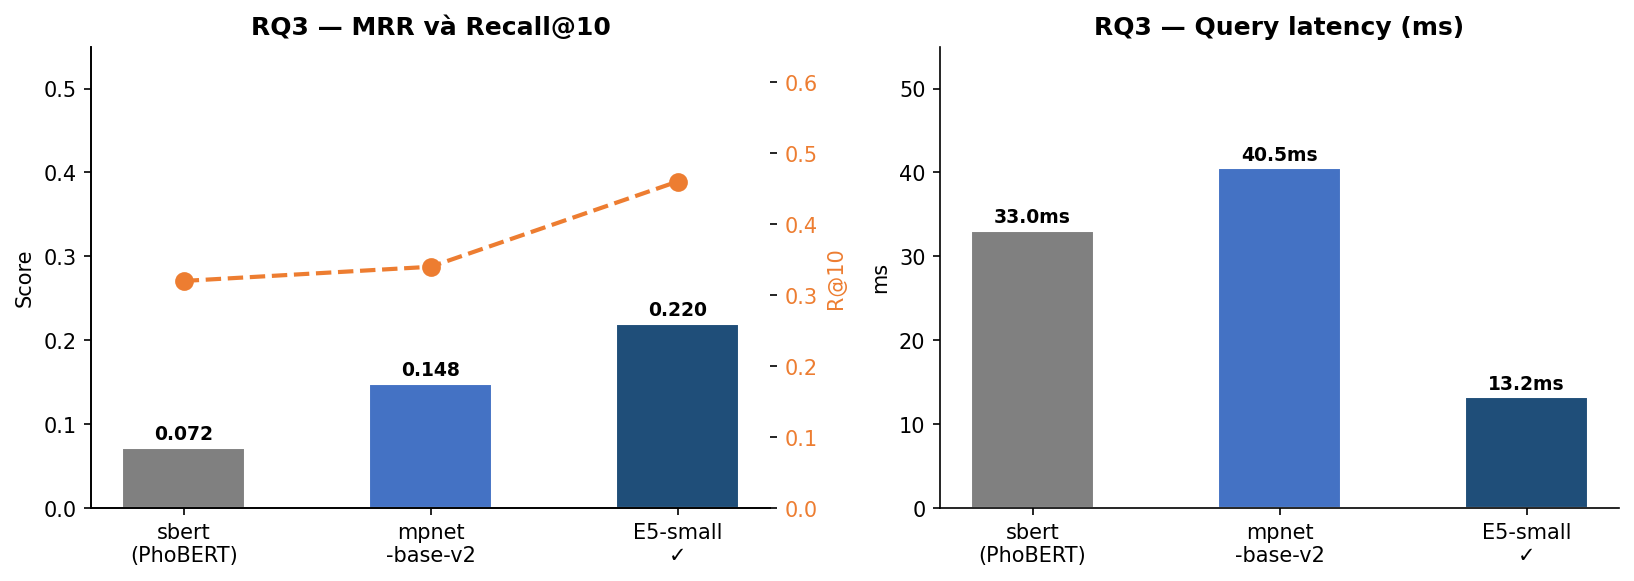 RQ3 — MRR và Recall@10
Score
0.5
0.4
0.3
0.2
0.1
0.0
0.072
0.148
0.220
0.6
0.5
0.4
0.3
0.2
0.1
0.0
R@10
sbert
(PhoBERT)
mpnet
-base-v2
E5-small
✓
RQ3 — Query latency (ms)
ms
50
40
30
20
10
0
33.0ms
40.5ms
13.2ms
sbert
(PhoBERT)
mpnet
-base-v2
E5-small
✓